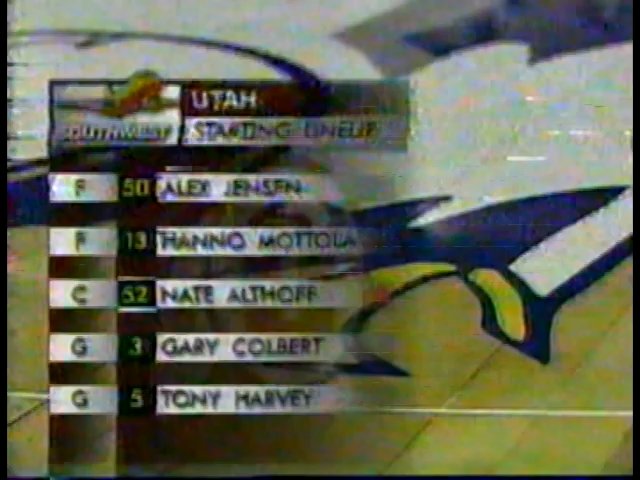 UTAH
SOUTHWEST STARTING LINEUP
F 50 ALEX JENSEN
F 13 HANNO MOTTOLA
C 52 NATE ALTHOFF
G 3 GARY COLBERT
G 5 TONY HARVEY